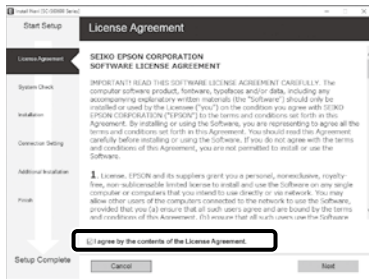 Install Navi [SC-S0000 Series]
Start Setup
License Agreement
License Agreement
System Check
Installation
Connection Setting
Additional Installation
Finish
Setup Complete
SEIKO EPSON CORPORATION
SOFTWARE LICENSE AGREEMENT
IMPORTANT! READ THIS SOFTWARE LICENSE AGREEMENT CAREFULLY. The
computer software product, fontware, typefaces and/or data, including any
accompanying explanatory written materials (the "Software") should only be
installed or used by the Licensee ("you") on the condition you agree with SEIKO
EPSON CORPORATION ("EPSON") to the terms and conditions set forth in this
Agreement. By installing or using the Software, you are representing to agree all the
terms and conditions set forth in this Agreement. You should read this Agreement
carefully before installing or using the Software. If you do not agree with the terms
and conditions of this Agreement, you are not permitted to install or use the
Software.
1. License. EPSON and its suppliers grant you a personal, nonexclusive, royalty-
free, non-sublicensable limited license to install and use the Software on any single
computer or computers that you intend to use directly or via network. You may
allow other users of the computers connected to the network to use the Software,
provided that you (a) ensure that all such users agree and are bound by the terms
and conditions of this Agreement, (b) ensure that all such users use the Software
I agree by the contents of the License Agreement.
Cancel
Next